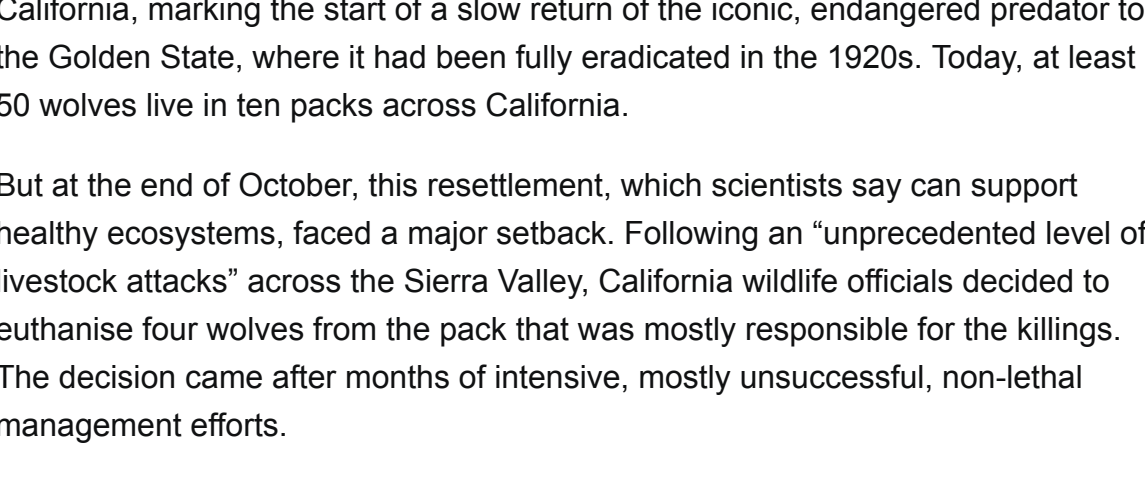 California, marking the start of a slow return of the iconic, endangered predator to
the Golden State, where it had been fully eradicated in the 1920s. Today, at least
50 wolves live in ten packs across California.
But at the end of October, this resettlement, which scientists say can support
healthy ecosystems, faced a major setback. Following an “unprecedented level of
livestock attacks” across the Sierra Valley, California wildlife officials decided to
euthanise four wolves from the pack that was mostly responsible for the killings.
The decision came after months of intensive, mostly unsuccessful, non-lethal
management efforts.